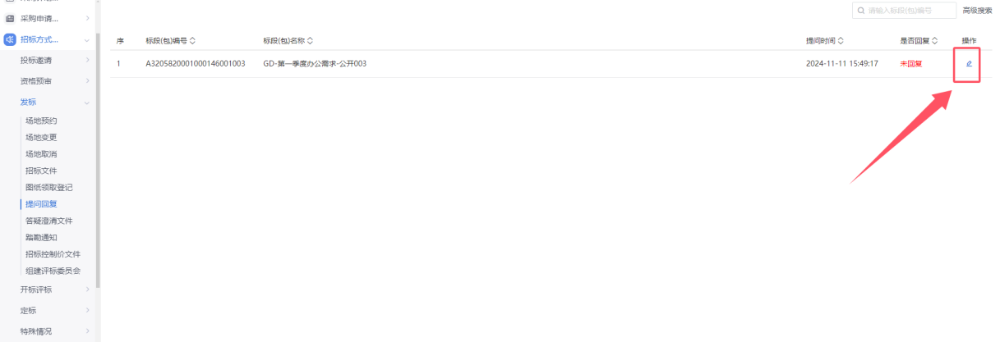 采购申请...
招标方式...
投标邀请
资格预审
发标
场地预约
场地变更
场地取消
招标文件
图纸领取登记
提问回复
答疑澄清文件
踏勘通知
招标控制价文件
组建评标委员会
开标评标
定标
特殊情况
请输入标段(包)编号 高级搜索
序 标段(包)编号 标段(包)名称 提问时间 是否回复 操作
1 A3205820001000146001003 GD-第一季度办公需求-公开003 2024-11-11 15:49:17 未回复